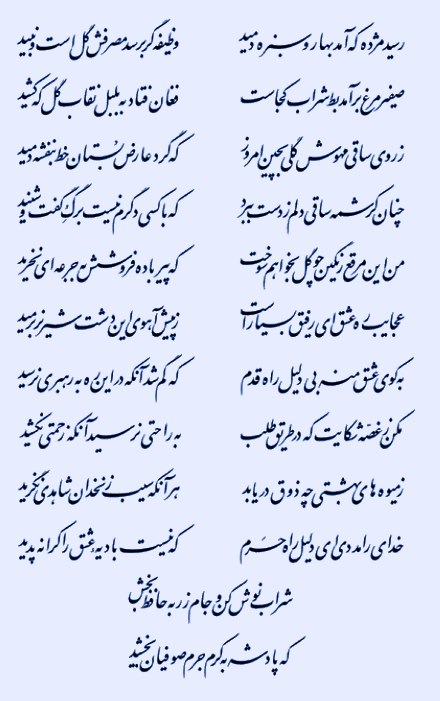 رسید مژده که آمد بهار و سبزه دمید
وظیفه گر برسد مصرفش گل است و نبید
صفیر مرغ برآمد بط شراب کجاست
فغان فتاد به بلبل نقاب گل که کشید
ز روی ساقی مهوش گلی بچین امروز
که گرد عارض بستان خط بنفشه دمید
چنان کرشمه ساقی دلم ز دست ببرد
که با کسی دگرم نیست برگ گفت و شنید
من این مرقع رنگین چو گل بخواهم سوخت
که پیر باده فروشش به جرعه‌ای نخرید
عجایب ره عشق ای رفیق بسیار است
ز پیش آهوی این دشت شیر نر برمید
به کوی عشق منه بی دلیل راه قدم
که گم شد آنکه در این ره به رهبری نرسید
مکن ز غصه شکایت که در طریق طلب
به راحتی نرسید آنکه زحمتی نکشید
ز میوه های بهشتی چه ذوق دریابد
هر آنکه سیب زنخدان شاهدی نگزید
خدای را مددی ای دلیل راه حرم
که نیست بادیه عشق را کرانه پدید
شراب نوش کن و جام زر به حافظ بخش
که پادشه به کرم جرم صوفیان بخشید